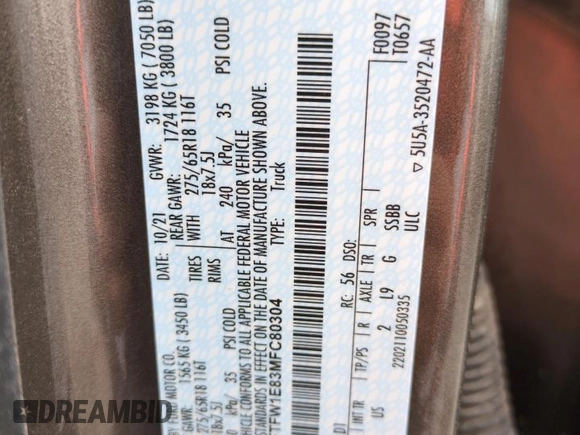 BY FORD MOTOR CO.
DATE: 10/21 GVWR: 3198 KG ( 7050 LB)
GAWR: 1565 KG ( 3450 LB) REAR GAWR: 1724 KG ( 3800 LB)
275/65R18 116T TIRES WITH 275/65R18 116T
18x7.5J RIMS 18x7.5J
240 kPa/ 35 PSI COLD AT 240 kPa/ 35 PSI COLD
CONFORMS TO ALL APPLICABLE FEDERAL MOTOR VEHICLE
STANDARDS IN EFFECT ON THE DATE OF MANUFACTURE SHOWN ABOVE.
TFW1E83MFC80304 TYPE: Truck
F0097
T0657
RC: 56 DSO:
INT TR TP/PS R AXLE TR SPR
US 2 L9 G SSBB
ULC
2202110050335
▽ 5U5A-3520472-AA
DREAMBID